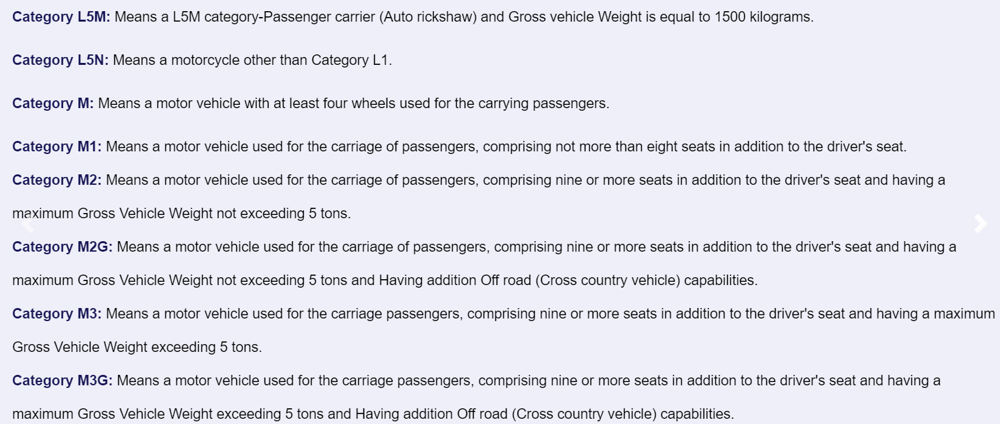 Category L5M: Means a L5M category-Passenger carrier (Auto rickshaw) and Gross vehicle Weight is equal to 1500 kilograms.
Category L5N: Means a motorcycle other than Category L1.
Category M: Means a motor vehicle with at least four wheels used for the carrying passengers.
Category M1: Means a motor vehicle used for the carriage of passengers, comprising not more than eight seats in addition to the driver's seat.
Category M2: Means a motor vehicle used for the carriage of passengers, comprising nine or more seats in addition to the driver's seat and having a
maximum Gross Vehicle Weight not exceeding 5 tons.
Category M2G: Means a motor vehicle used for the carriage of passengers, comprising nine or more seats in addition to the driver's seat and having a
maximum Gross Vehicle Weight not exceeding 5 tons and Having addition Off road (Cross country vehicle) capabilities.
Category M3: Means a motor vehicle used for the carriage passengers, comprising nine or more seats in addition to the driver's seat and having a maximum
Gross Vehicle Weight exceeding 5 tons.
Category M3G: Means a motor vehicle used for the carriage passengers, comprising nine or more seats in addition to the driver's seat and having a
maximum Gross Vehicle Weight exceeding 5 tons and Having addition Off road (Cross country vehicle) capabilities.